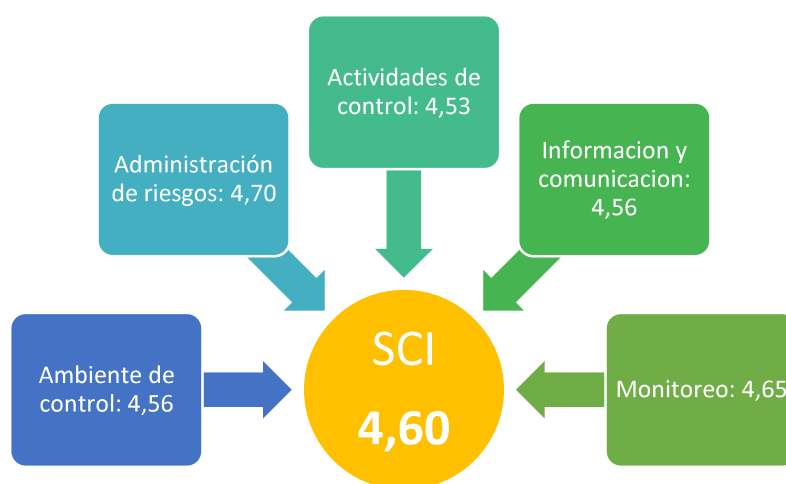 Actividades de
control: 4,53
Administración
de riesgos: 4,70
Informacion y
comunicacion:
4,56
Ambiente de
control: 4,56
SCI
4,60
Monitoreo: 4,65